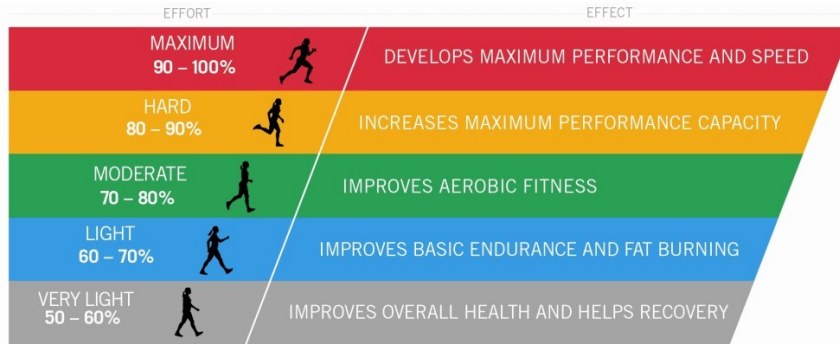 EFFORT EFFECT
MAXIMUM
90 – 100%
DEVELOPS MAXIMUM PERFORMANCE AND SPEED
HARD
80 – 90%
INCREASES MAXIMUM PERFORMANCE CAPACITY
MODERATE
70 – 80%
IMPROVES AEROBIC FITNESS
LIGHT
60 – 70%
IMPROVES BASIC ENDURANCE AND FAT BURNING
VERY LIGHT
50 – 60%
IMPROVES OVERALL HEALTH AND HELPS RECOVERY